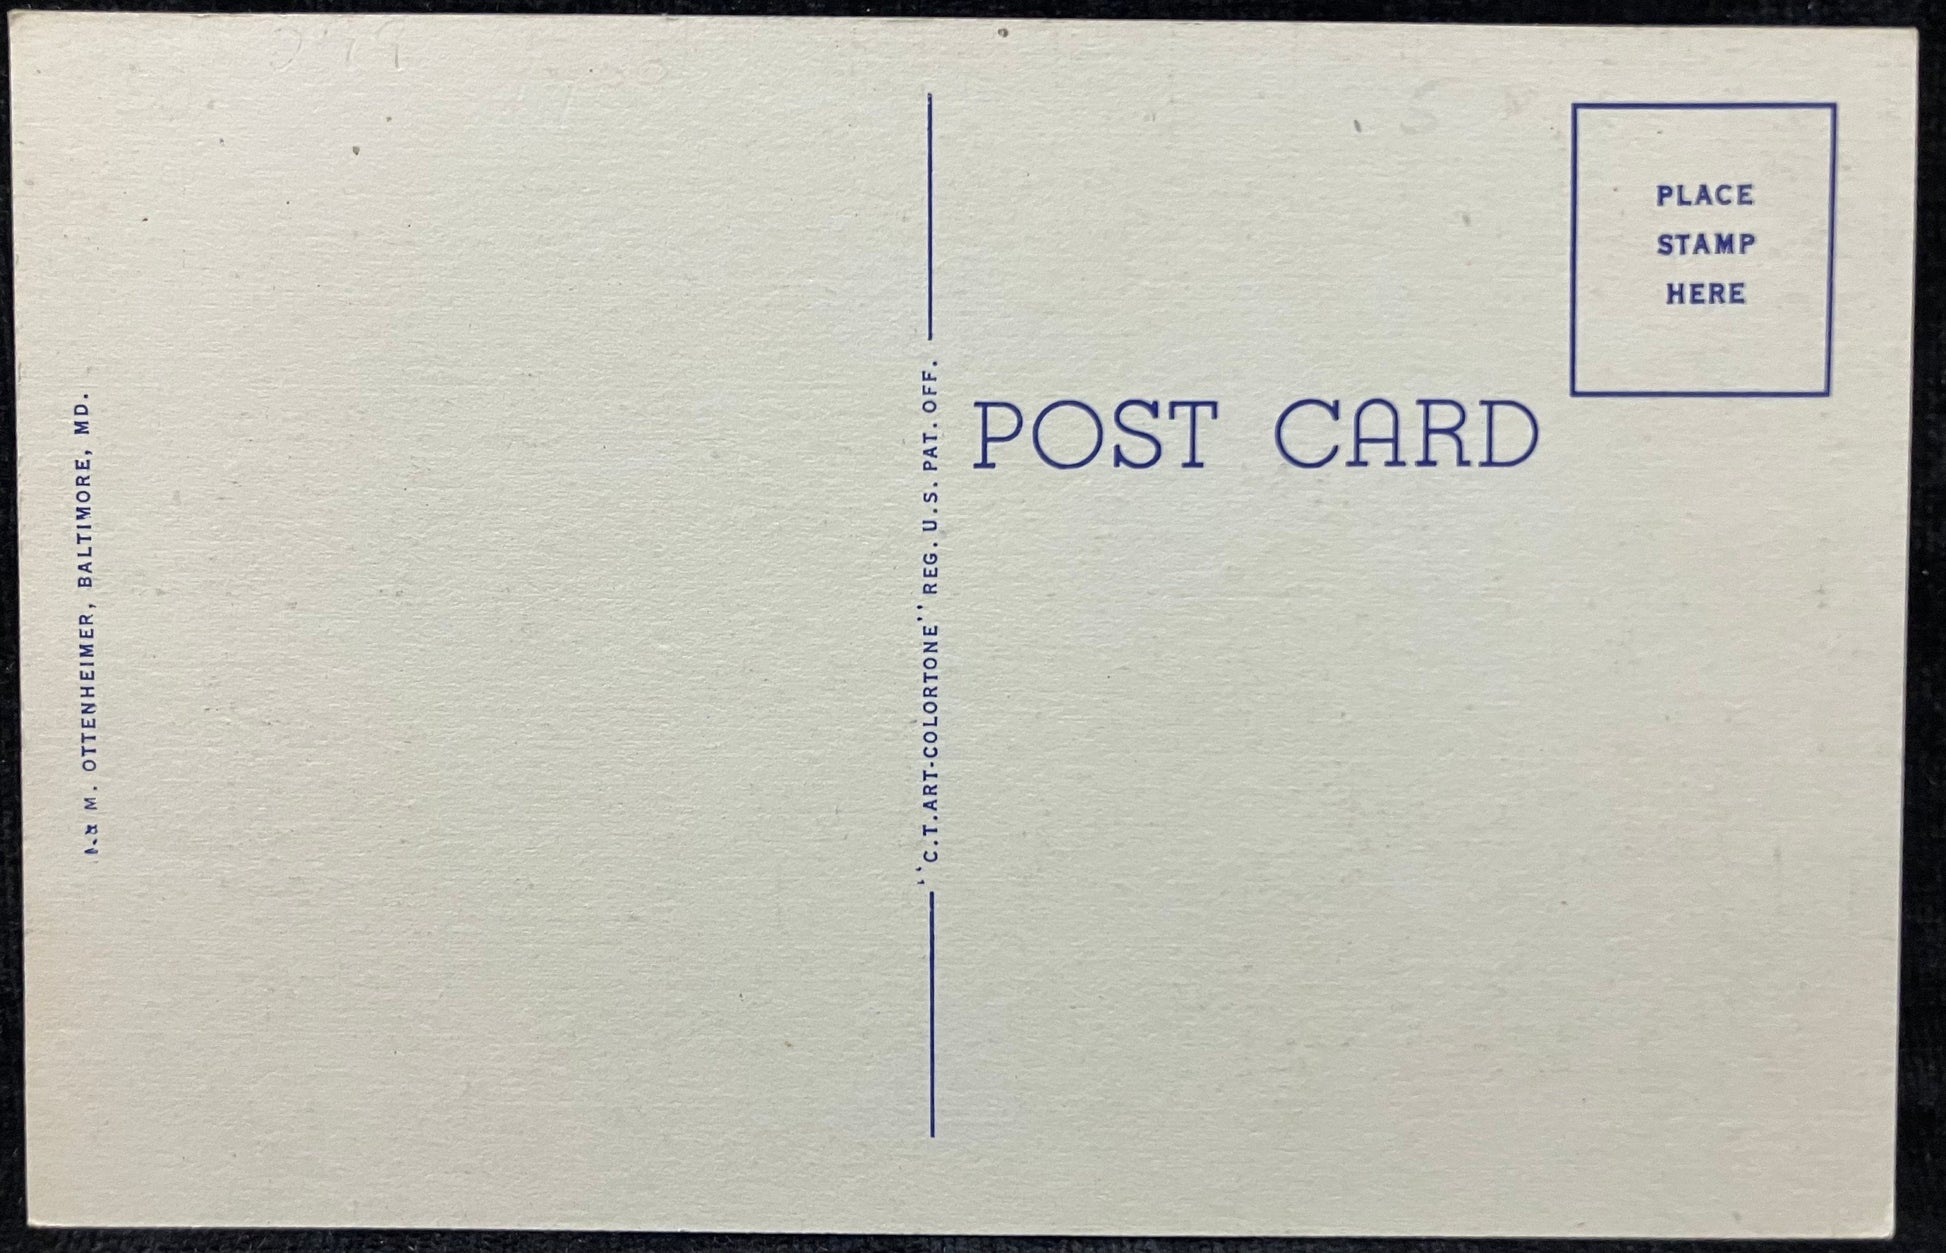 M. OTTENHEIMER, BALTIMORE, MD.
"C.T.ART-COLORTONE" REG. U.S. PAT. OFF.
POST CARD
PLACE
STAMP
HERE